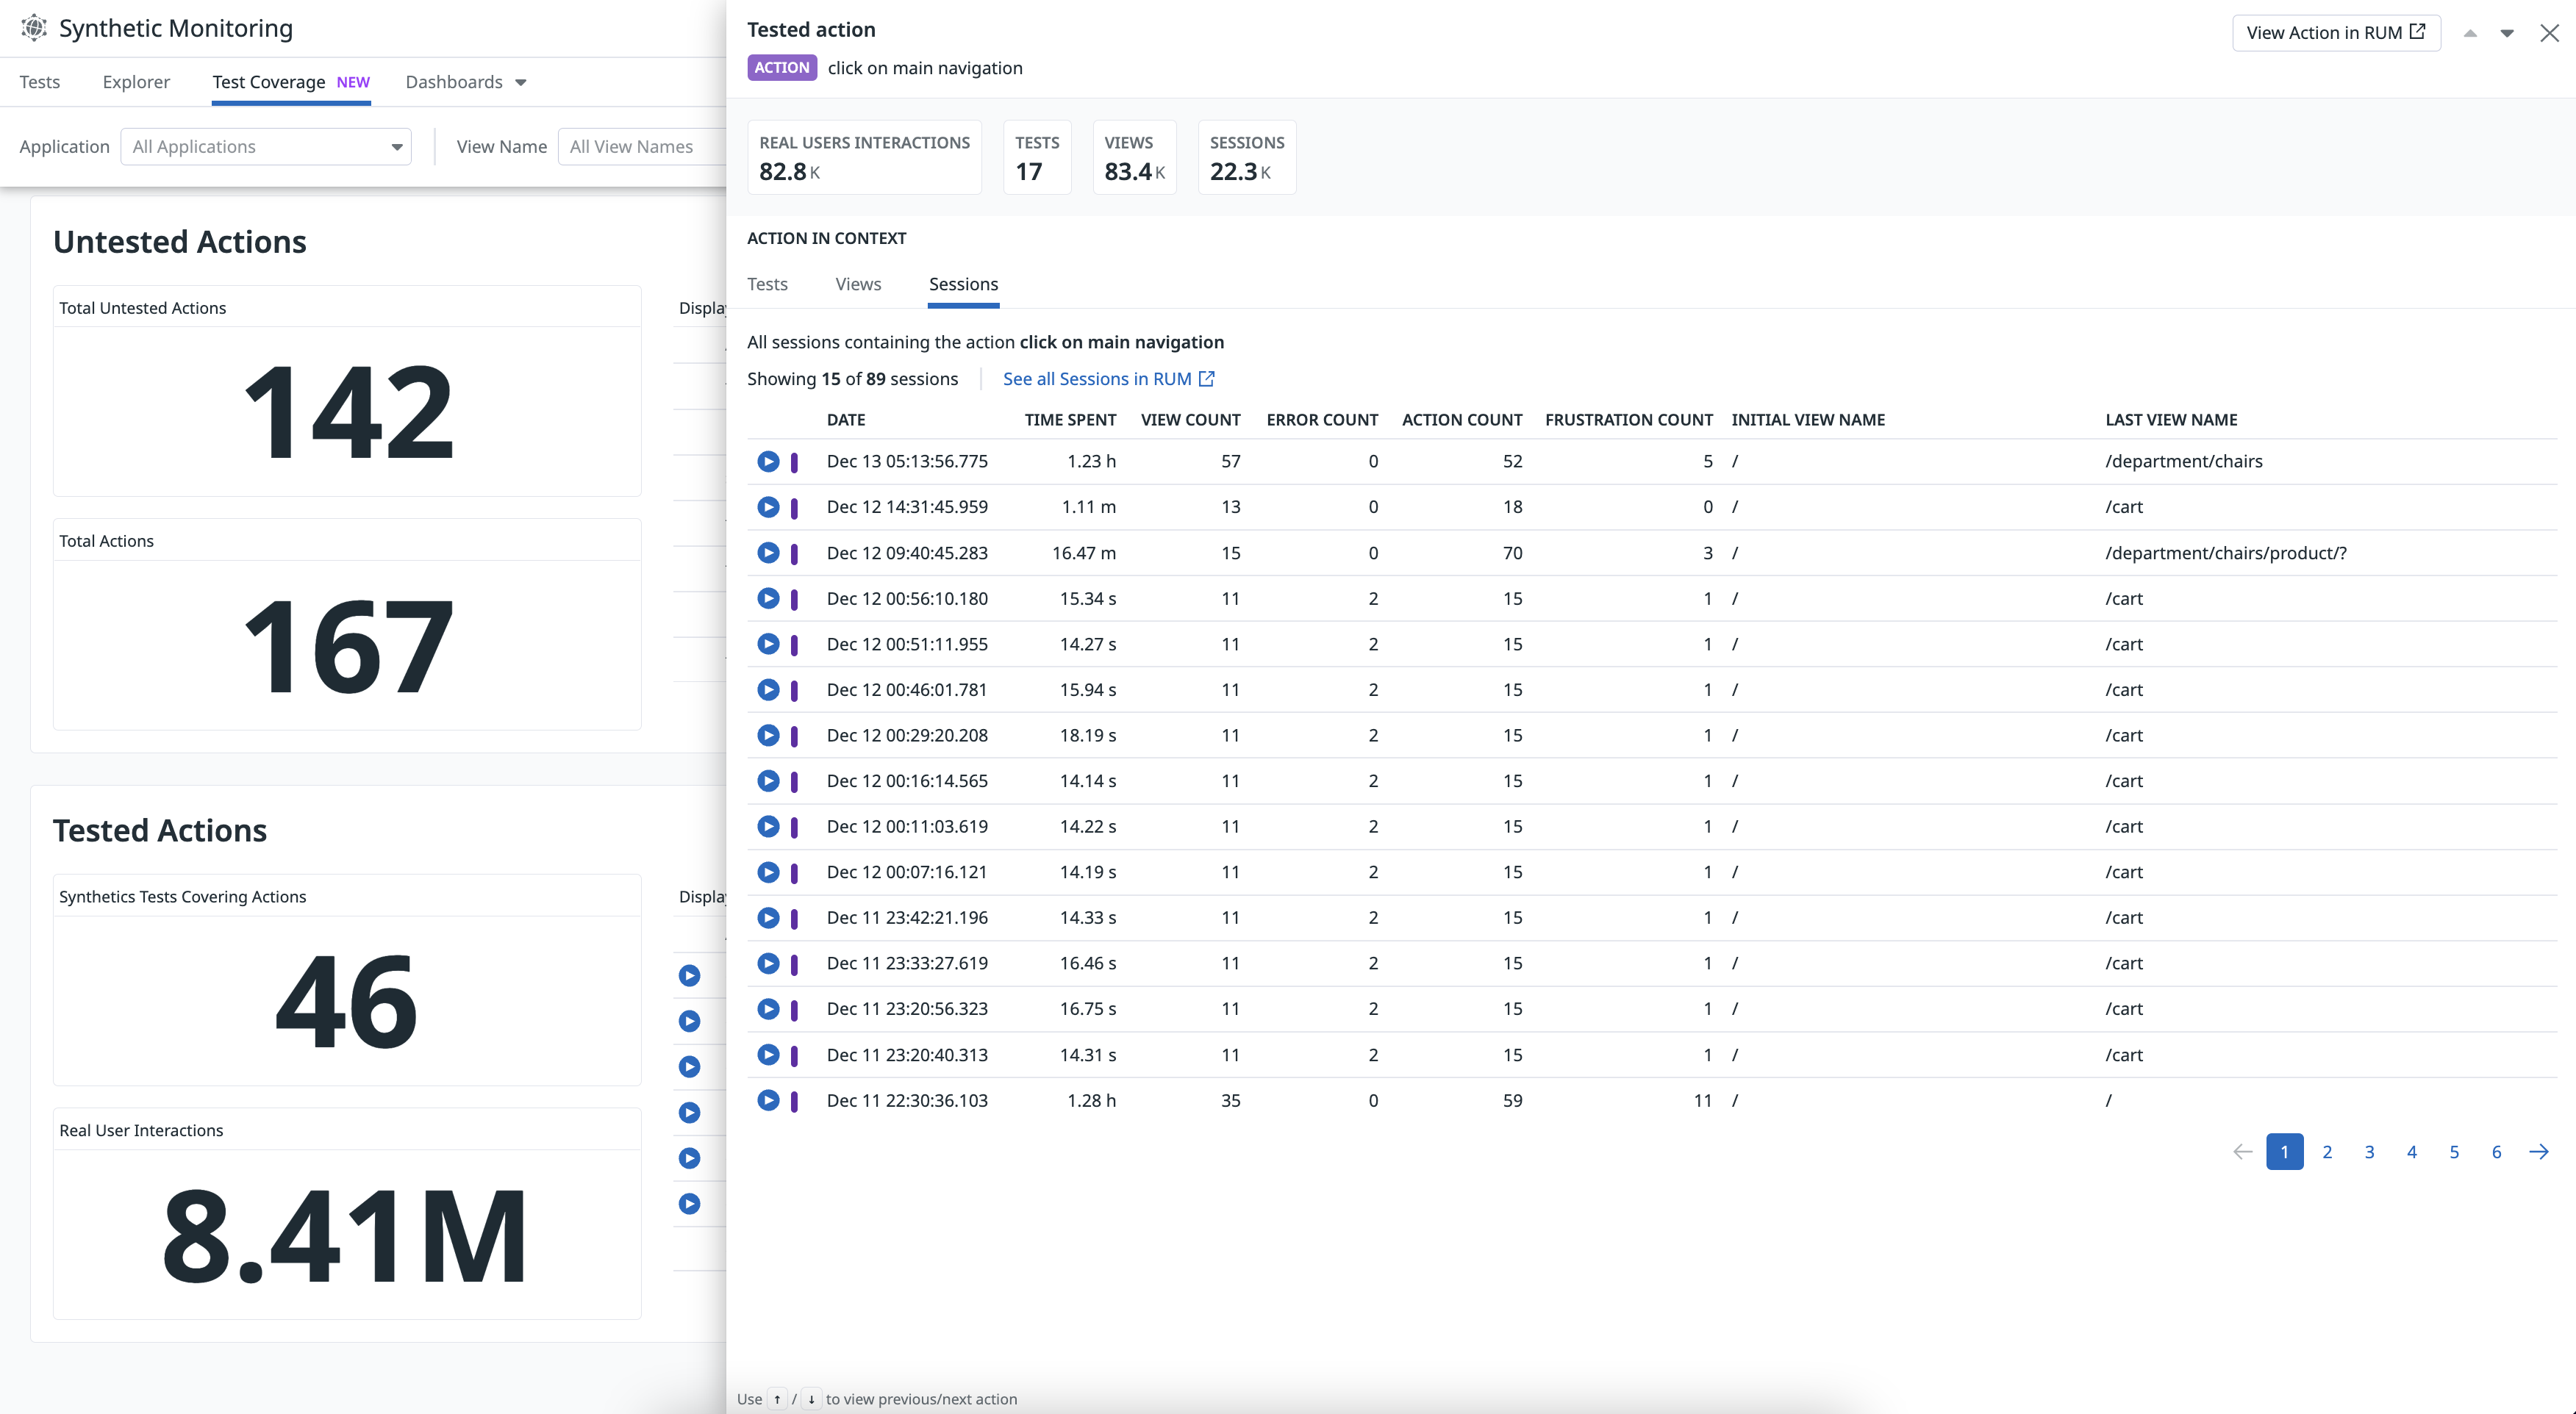 Synthetic Monitoring
Tests Explorer Test Coverage NEW Dashboards
Application All Applications View Name All View Names
Untested Actions
Total Untested Actions
142
Total Actions
167
Tested Actions
Synthetics Tests Covering Actions
46
Real User Interactions
8.41M
Tested action
View Action in RUM
ACTION click on main navigation
REAL USERS INTERACTIONS TESTS VIEWS SESSIONS
82.8 K 17 83.4 K 22.3 K
ACTION IN CONTEXT
Tests Views Sessions
All sessions containing the action click on main navigation
Showing 15 of 89 sessions See all Sessions in RUM
DATE TIME SPENT VIEW COUNT ERROR COUNT ACTION COUNT FRUSTRATION COUNT INITIAL VIEW NAME LAST VIEW NAME
Dec 13 05:13:56.775 1.23 h 57 0 52 5 / /department/chairs
Dec 12 14:31:45.959 1.11 m 13 0 18 0 / /cart
Dec 12 09:40:45.283 16.47 m 15 0 70 3 / /department/chairs/product/?
Dec 12 00:56:10.180 15.34 s 11 2 15 1 / /cart
Dec 12 00:51:11.955 14.27 s 11 2 15 1 / /cart
Dec 12 00:46:01.781 15.94 s 11 2 15 1 / /cart
Dec 12 00:29:20.208 18.19 s 11 2 15 1 / /cart
Dec 12 00:16:14.565 14.14 s 11 2 15 1 / /cart
Dec 12 00:11:03.619 14.22 s 11 2 15 1 / /cart
Dec 12 00:07:16.121 14.19 s 11 2 15 1 / /cart
Dec 11 23:42:21.196 14.33 s 11 2 15 1 / /cart
Dec 11 23:33:27.619 16.46 s 11 2 15 1 / /cart
Dec 11 23:20:56.323 16.75 s 11 2 15 1 / /cart
Dec 11 23:20:40.313 14.31 s 11 2 15 1 / /cart
Dec 11 22:30:36.103 1.28 h 35 0 59 11 / /
← 1 2 3 4 5 6 →
Use ↑ / ↓ to view previous/next action